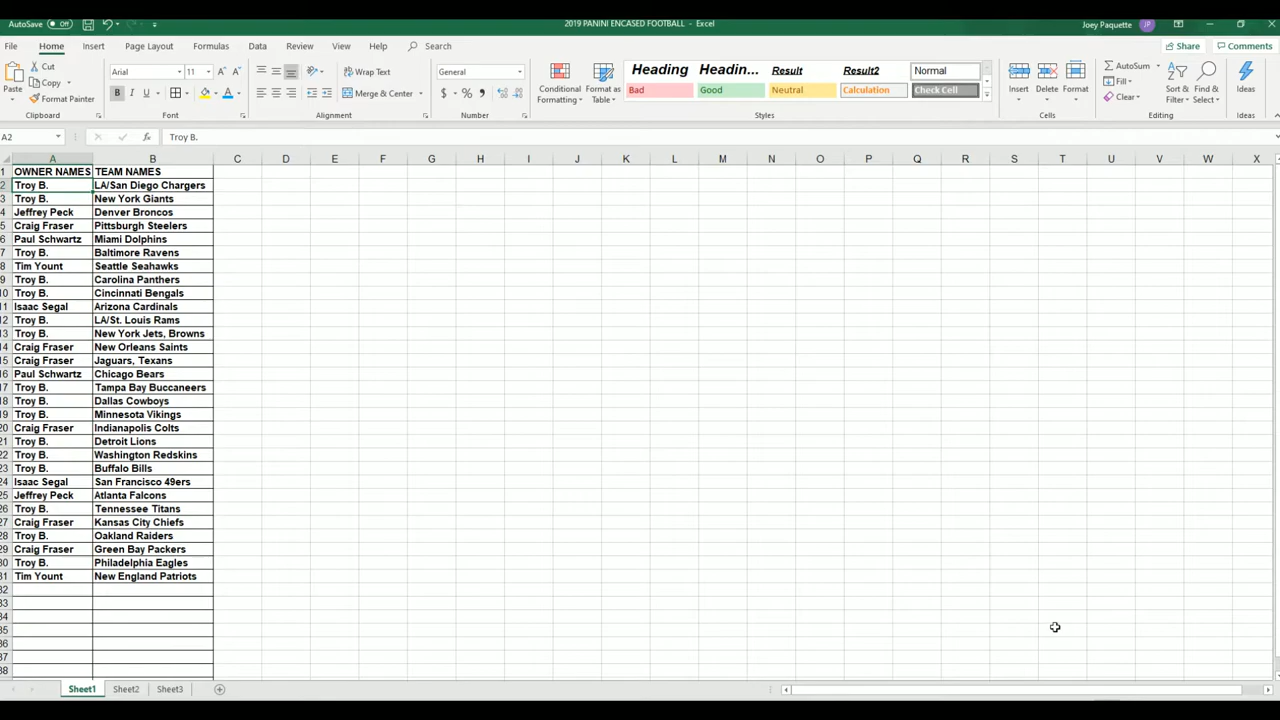 AutoSave Off 2019 PANINI ENCASED FOOTBALL - Excel Joey Paquette JP
File Home Insert Page Layout Formulas Data Review View Help Search Share Comments
Paste Cut Copy Format Painter Clipboard
Arial 11 B I U Font
Wrap Text Merge & Center Alignment
General $ % Number
Conditional Formatting Format as Table
Heading Headin... Result Result2 Normal
Bad Good Neutral Calculation Check Cell
Styles
Insert Delete Format Cells
AutoSum Fill Clear Sort & Filter Find & Select Editing
Ideas Ideas
A2 fx Troy B.
A B C D E F G H I J K L M N O P Q R S T U V W X
1 OWNER NAMES TEAM NAMES
2 Troy B. LA/San Diego Chargers
3 Troy B. New York Giants
4 Jeffrey Peck Denver Broncos
5 Craig Fraser Pittsburgh Steelers
6 Paul Schwartz Miami Dolphins
7 Troy B. Baltimore Ravens
8 Tim Yount Seattle Seahawks
9 Troy B. Carolina Panthers
10 Troy B. Cincinnati Bengals
11 Isaac Segal Arizona Cardinals
12 Troy B. LA/St. Louis Rams
13 Troy B. New York Jets, Browns
14 Craig Fraser New Orleans Saints
15 Craig Fraser Jaguars, Texans
16 Paul Schwartz Chicago Bears
17 Troy B. Tampa Bay Buccaneers
18 Troy B. Dallas Cowboys
19 Troy B. Minnesota Vikings
20 Craig Fraser Indianapolis Colts
21 Troy B. Detroit Lions
22 Troy B. Washington Redskins
23 Troy B. Buffalo Bills
24 Isaac Segal San Francisco 49ers
25 Jeffrey Peck Atlanta Falcons
26 Troy B. Tennessee Titans
27 Craig Fraser Kansas City Chiefs
28 Troy B. Oakland Raiders
29 Craig Fraser Green Bay Packers
30 Troy B. Philadelphia Eagles
31 Tim Yount New England Patriots
32
33
34
35
36
37
38
Sheet1 Sheet2 Sheet3